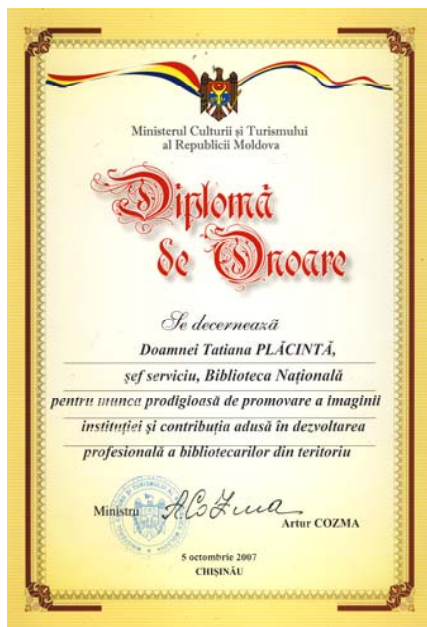 Ministerul Culturii și Turismului
al Republicii Moldova
Diplomă
de Onoare
Se decernează
Doamnei Tatiana PLĂCINTĂ,
șef serviciu, Biblioteca Națională
pentru munca prodigioasă de promovare a imaginii
instituției și contribuția adusă în dezvoltarea
profesională a bibliotecarilor din teritoriu
Ministru
Artur COZMA
5 octombrie 2007
CHIȘINĂU